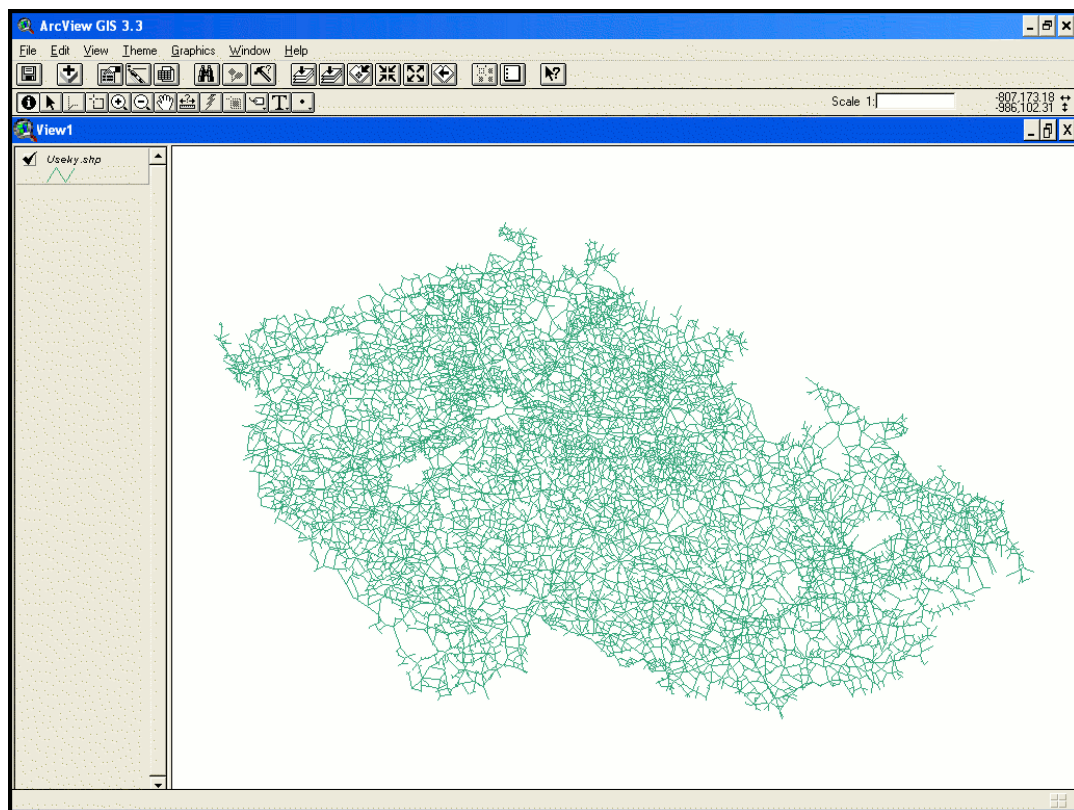 ArcView GIS 3.3
File Edit View Theme Graphics Window Help
Scale 1:
-807,173.18
-986,102.31
View1
Useky.shp